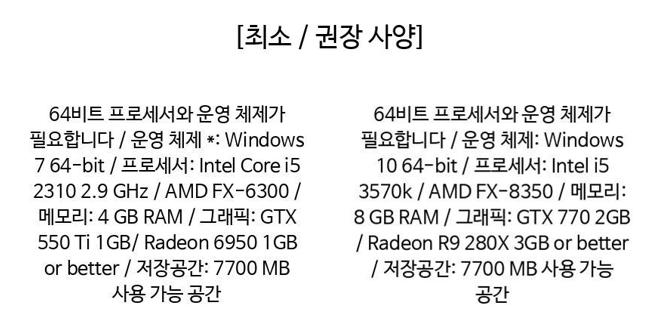 [최소 / 권장 사양]
64비트 프로세서와 운영 체제가
필요합니다 / 운영 체제 *: Windows
7 64-bit / 프로세서: Intel Core i5
2310 2.9 GHz / AMD FX-6300 /
메모리: 4 GB RAM / 그래픽: GTX
550 Ti 1GB/ Radeon 6950 1GB
or better / 저장공간: 7700 MB
사용 가능 공간
64비트 프로세서와 운영 체제가
필요합니다 / 운영 체제: Windows
10 64-bit / 프로세서: Intel i5
3570k / AMD FX-8350 / 메모리:
8 GB RAM / 그래픽: GTX 770 2GB
/ Radeon R9 280X 3GB or better
/ 저장공간: 7700 MB 사용 가능
공간